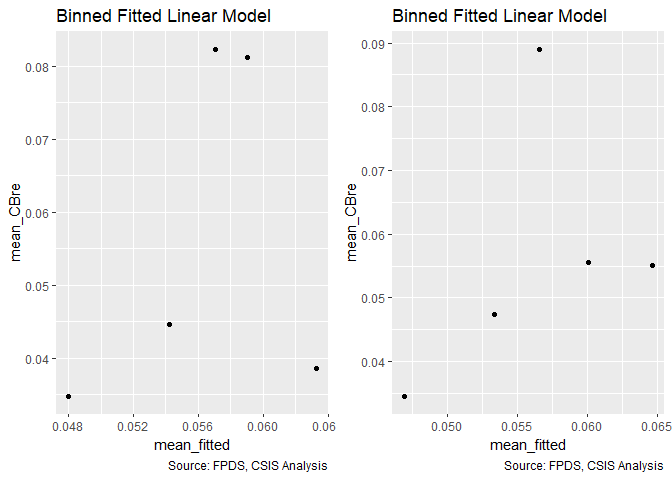 Binned Fitted Linear Model
mean_CBre
0.08
0.07
0.06
0.05
0.04
0.048 0.052 0.056 0.060 0.06
mean_fitted
Source: FPDS, CSIS Analysis
Binned Fitted Linear Model
mean_CBre
0.09
0.08
0.07
0.06
0.05
0.04
0.050 0.055 0.060 0.065
mean_fitted
Source: FPDS, CSIS Analysis